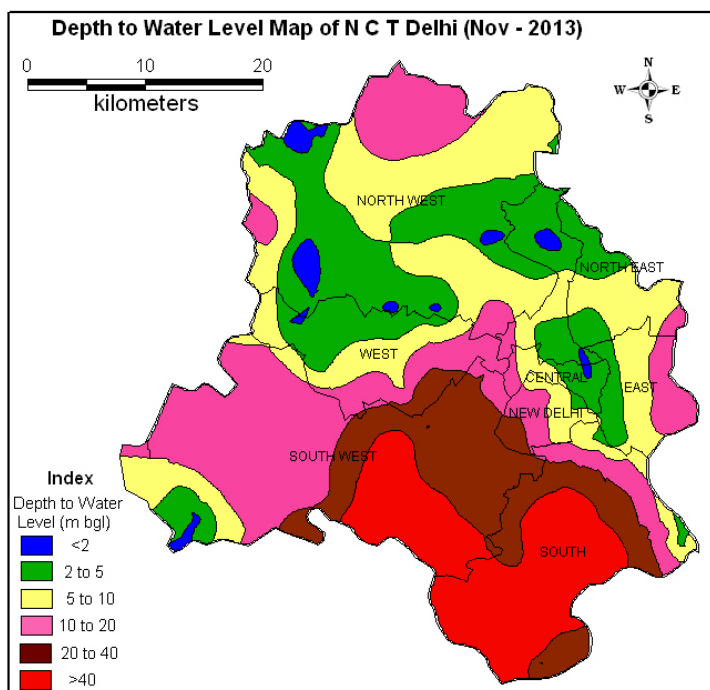 Depth to Water Level Map of N C T Delhi (Nov - 2013)
0 10 20
kilometers
N
W E
S
NORTH WEST
NORTH EAST
WEST
CENTRAL
EAST
NEW DELHI
SOUTH WEST
SOUTH
Index
Depth to Water
Level (m bgl)
<2
2 to 5
5 to 10
10 to 20
20 to 40
>40